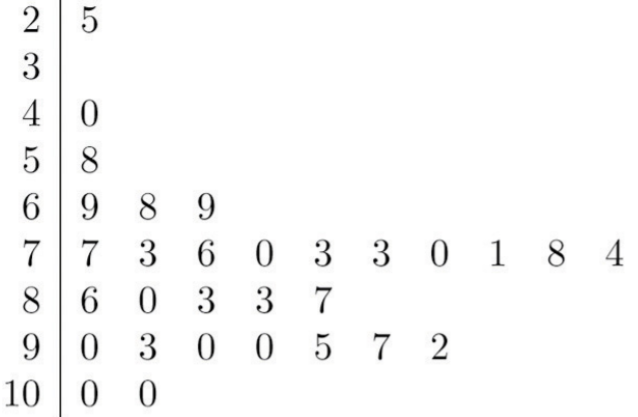 2 | 5
3 |
4 | 0
5 | 8
6 | 9 8 9
7 | 7 3 6 0 3 3 0 1 8 4
8 | 6 0 3 3 7
9 | 0 3 0 0 5 7 2
10 | 0 0